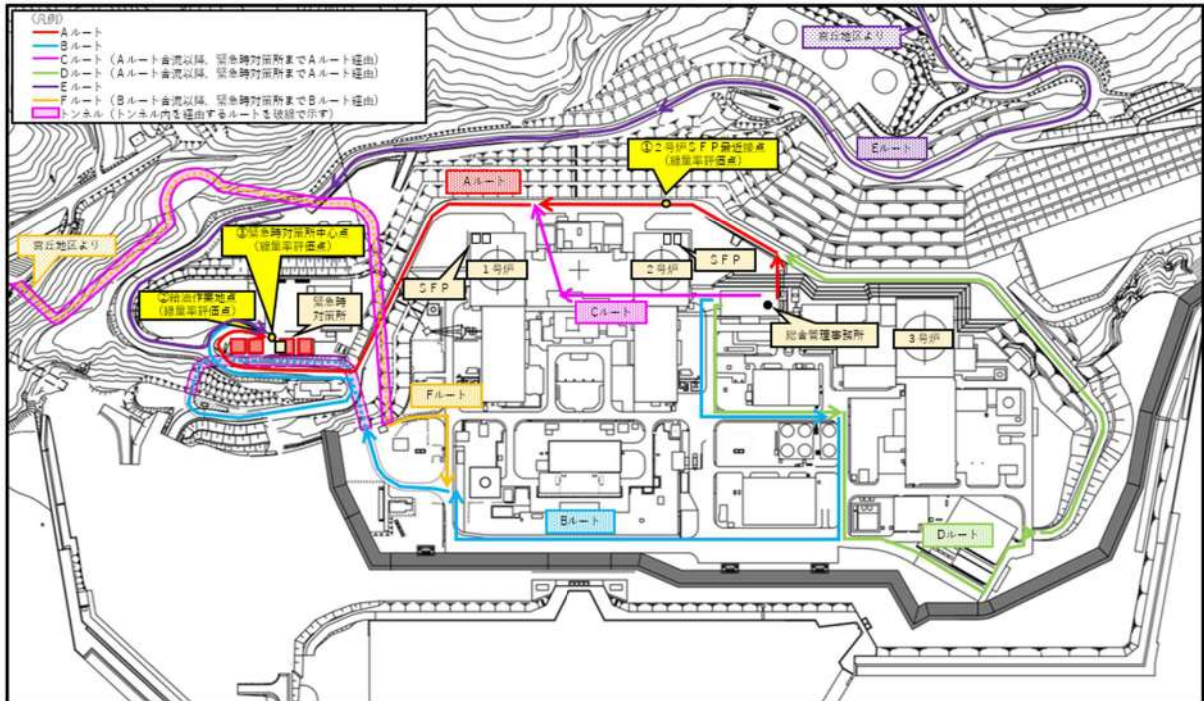 (凡例)
Aルート
Bルート
Cルート (Aルート合流以降、緊急時対策所までAルート経由)
Dルート (Aルート合流以降、緊急時対策所までAルート経由)
Eルート
Fルート (Bルート合流以降、緊急時対策所までBルート経由)
トンネル (トンネル内を経由するルートを破線で示す)
宮丘地区より
Eルート
①2号炉SFP最近接点
(線量率評価点)
Aルート
宮丘地区より
③緊急時対策所中心点
(線量率評価点)
②給油作業地点
(線量率評価点)
緊急時
対策所
SFP
1号炉
2号炉
SFP
Cルート
総合管理事務所
3号炉
Fルート
Bルート
Dルート